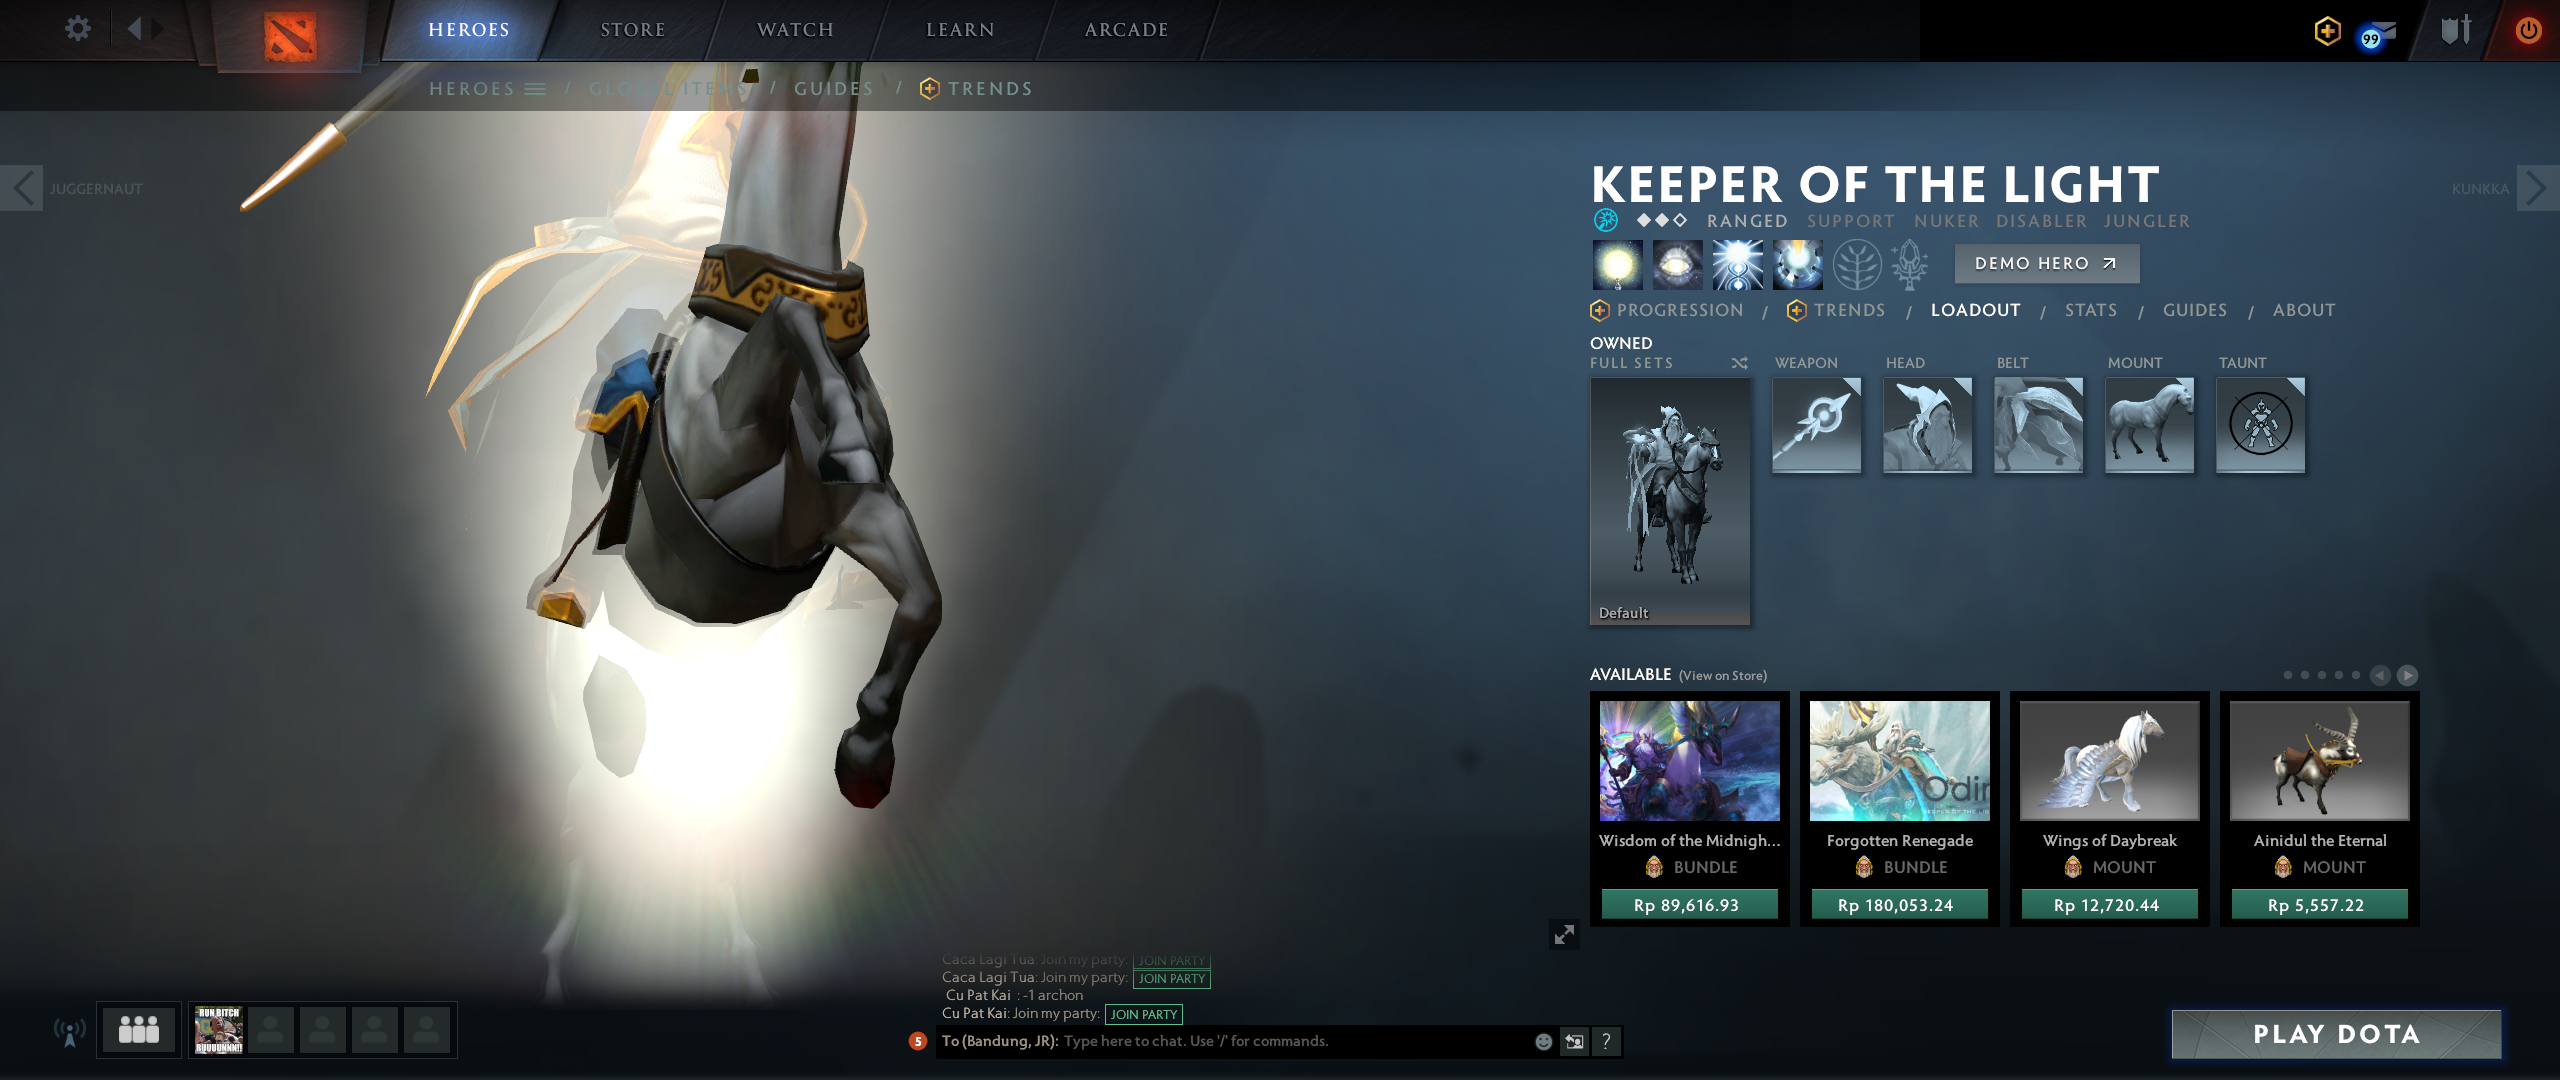 HEROES
STORE
WATCH
LEARN
ARCADE
99
HEROES / GLOBAL ITEMS / GUIDES / TRENDS
JUGGERNAUT
KUNKKA
KEEPER OF THE LIGHT
RANGED SUPPORT NUKER DISABLER JUNGLER
DEMO HERO
PROGRESSION / TRENDS / LOADOUT / STATS / GUIDES / ABOUT
OWNED
FULL SETS
WEAPON
HEAD
BELT
MOUNT
TAUNT
Default
AVAILABLE (View on Store)
Odin
Wisdom of the Midnigh...
BUNDLE
Rp 89,616.93
Forgotten Renegade
BUNDLE
Rp 180,053.24
Wings of Daybreak
MOUNT
Rp 12,720.44
Ainidul the Eternal
MOUNT
Rp 5,557.22
Caca Lagi Tua: Join my party: JOIN PARTY
Caca Lagi Tua: Join my party: JOIN PARTY
Cu Pat Kai : -1 archon
Cu Pat Kai: Join my party: JOIN PARTY
5
To (Bandung, JR): Type here to chat. Use '/' for commands.
?
RUN BITCH
RUUUUNNN!!
PLAY DOTA